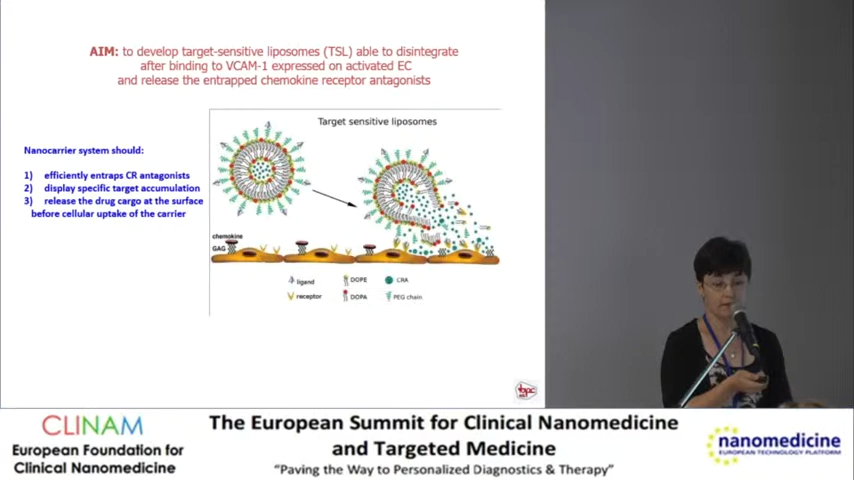 AIM: to develop target-sensitive liposomes (TSL) able to disintegrate
after binding to VCAM-1 expressed on activated EC
and release the entrapped chemokine receptor antagonists
Nanocarrier system should:
1) efficiently entraps CR antagonists
2) display specific target accumulation
3) release the drug cargo at the surface
before cellular uptake of the carrier
Target sensitive liposomes
chemokine
GAG
ligand
DOPE
CRA
receptor
DOPA
PEG chain
CLINAM
European Foundation for
Clinical Nanomedicine
The European Summit for Clinical Nanomedicine
and Targeted Medicine
“Paving the Way to Personalized Diagnostics & Therapy”
nanomedicine
EUROPEAN TECHNOLOGY PLATFORM